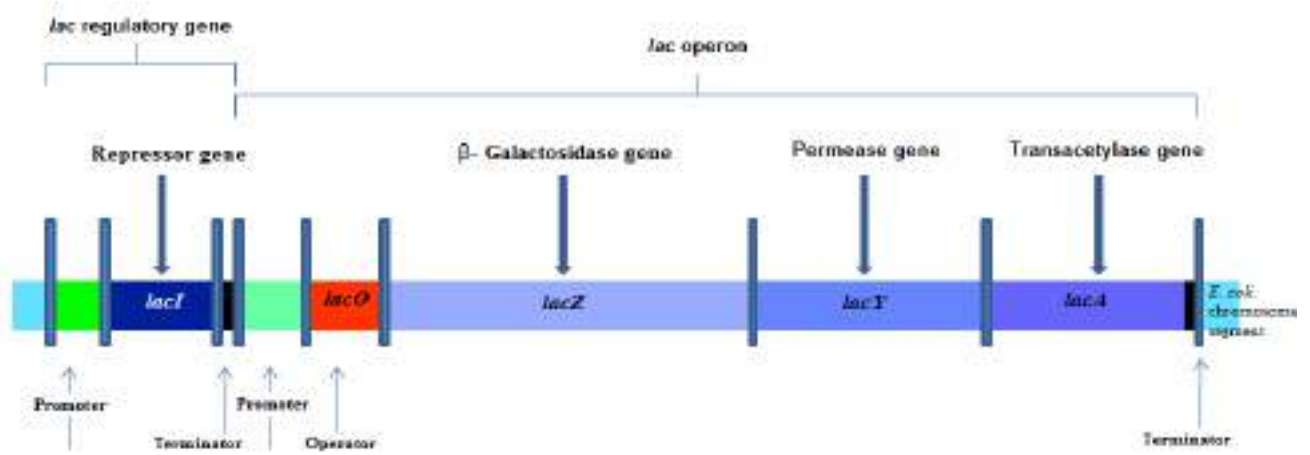 lac regulatory gene
lac operon
Repressor gene
β- Galactosidase gene
Permease gene
Transacetylase gene
lacI
lacO
lacZ
lacY
lacA
E. coli
chromosome
segment
Promoter
Promoter
Terminator
Operator
Terminator